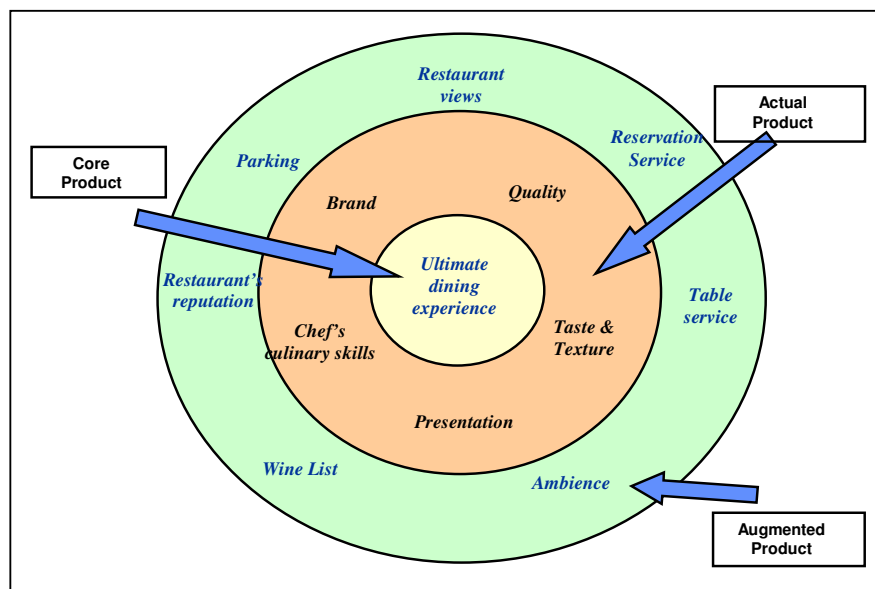 Restaurant
views
Actual
Product
Reservation
Service
Core
Product
Parking
Brand
Quality
Ultimate
dining
experience
Restaurant's
reputation
Table
service
Chef's
culinary skills
Taste &
Texture
Presentation
Wine List
Ambience
Augmented
Product